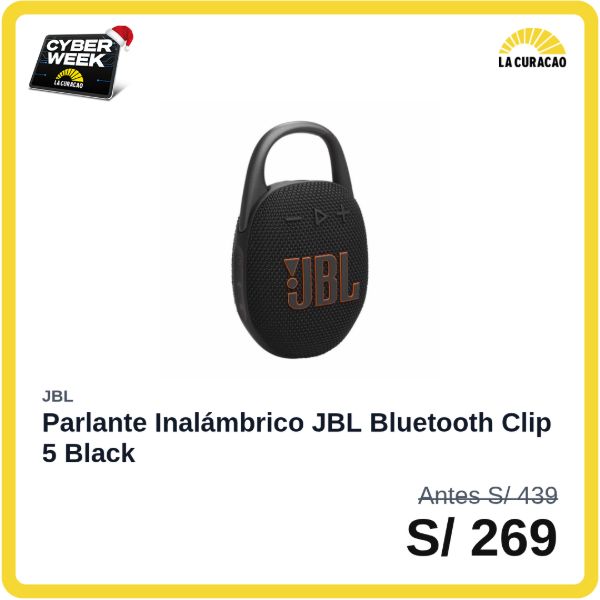 CYBER
WEEK
LA CURACAO
LA CURACAO
JBL
JBL
Parlante Inalámbrico JBL Bluetooth Clip
5 Black
Antes S/ 439
S/ 269